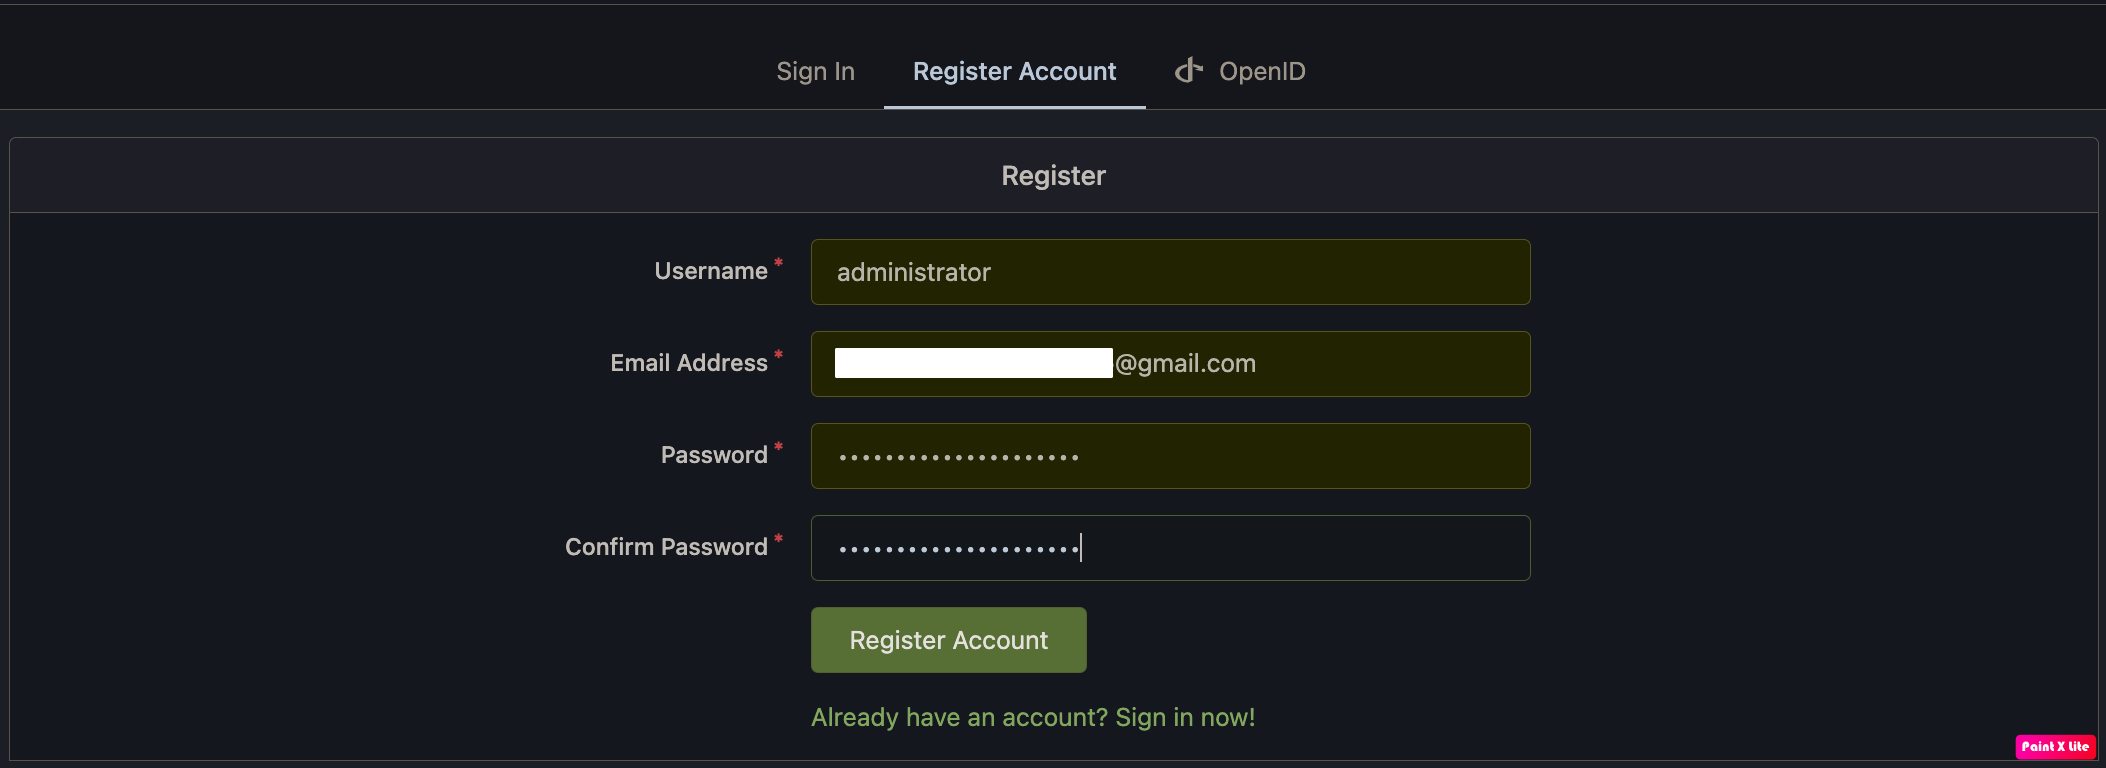 Sign In Register Account OpenID
Register
Username *
administrator
Email Address *
@gmail.com
Password *
•••••••••••••••••••••
Confirm Password *
•••••••••••••••••••••
Register Account
Already have an account? Sign in now!
Paint X Lite